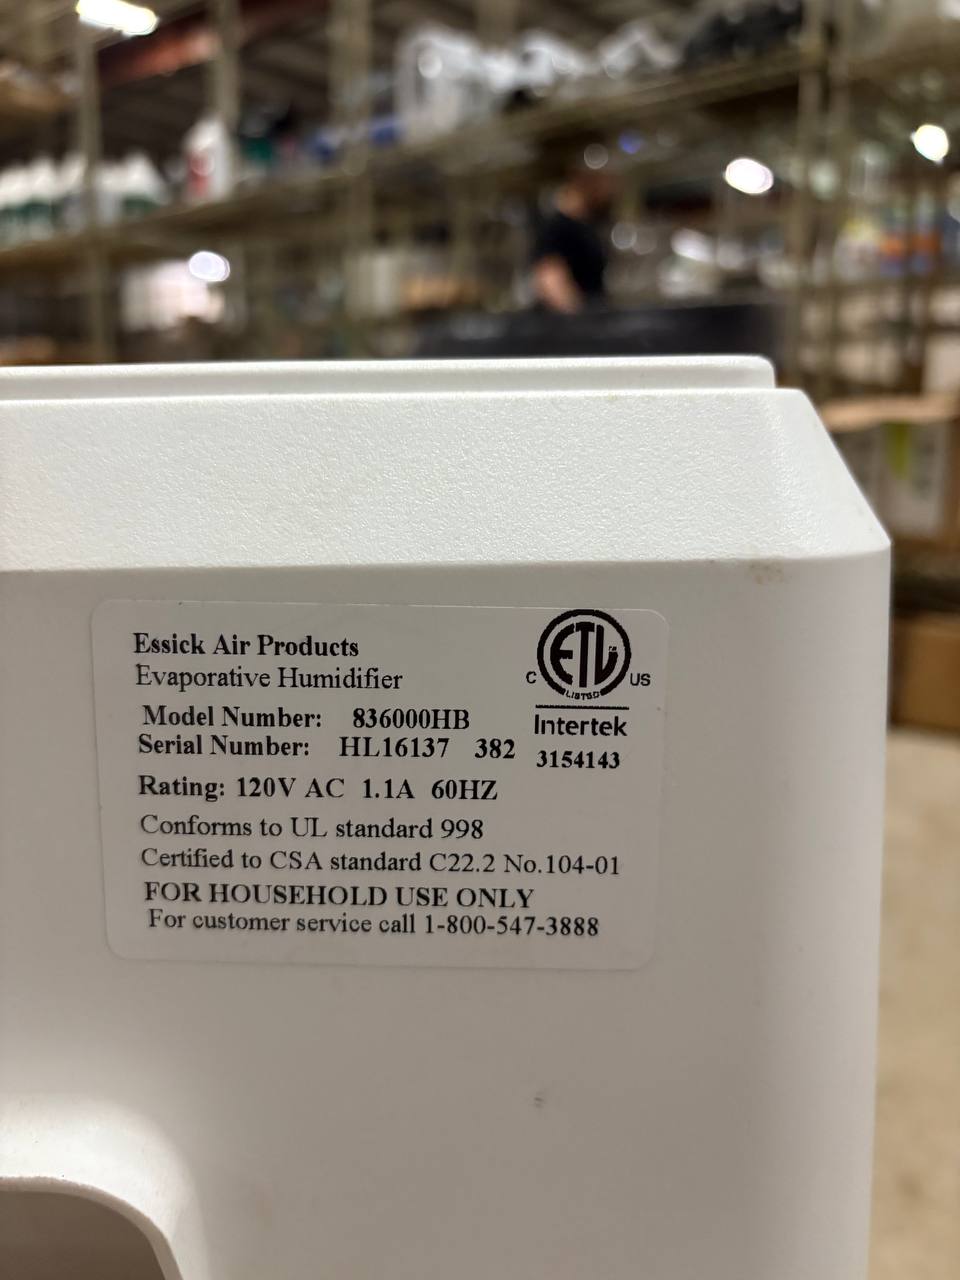 Essick Air Products
Evaporative Humidifier
ETL
LISTED
C US
Intertek
3154143
Model Number: 836000HB
Serial Number: HL16137 382
Rating: 120V AC 1.1A 60HZ
Conforms to UL standard 998
Certified to CSA standard C22.2 No.104-01
FOR HOUSEHOLD USE ONLY
For customer service call 1-800-547-3888